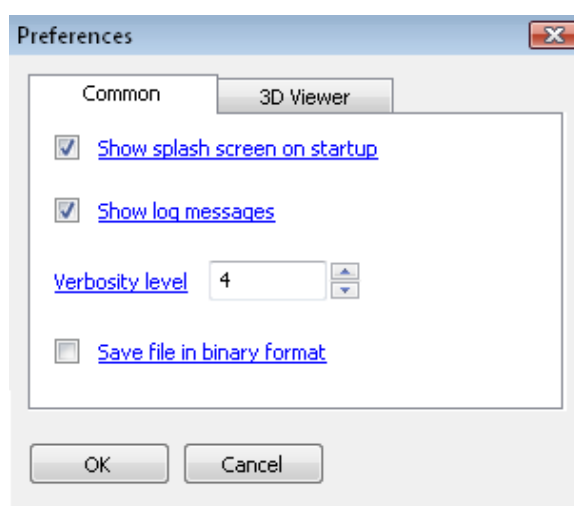 Preferences
Common
3D Viewer
Show splash screen on startup
Show log messages
Verbosity level
4
Save file in binary format
OK
Cancel